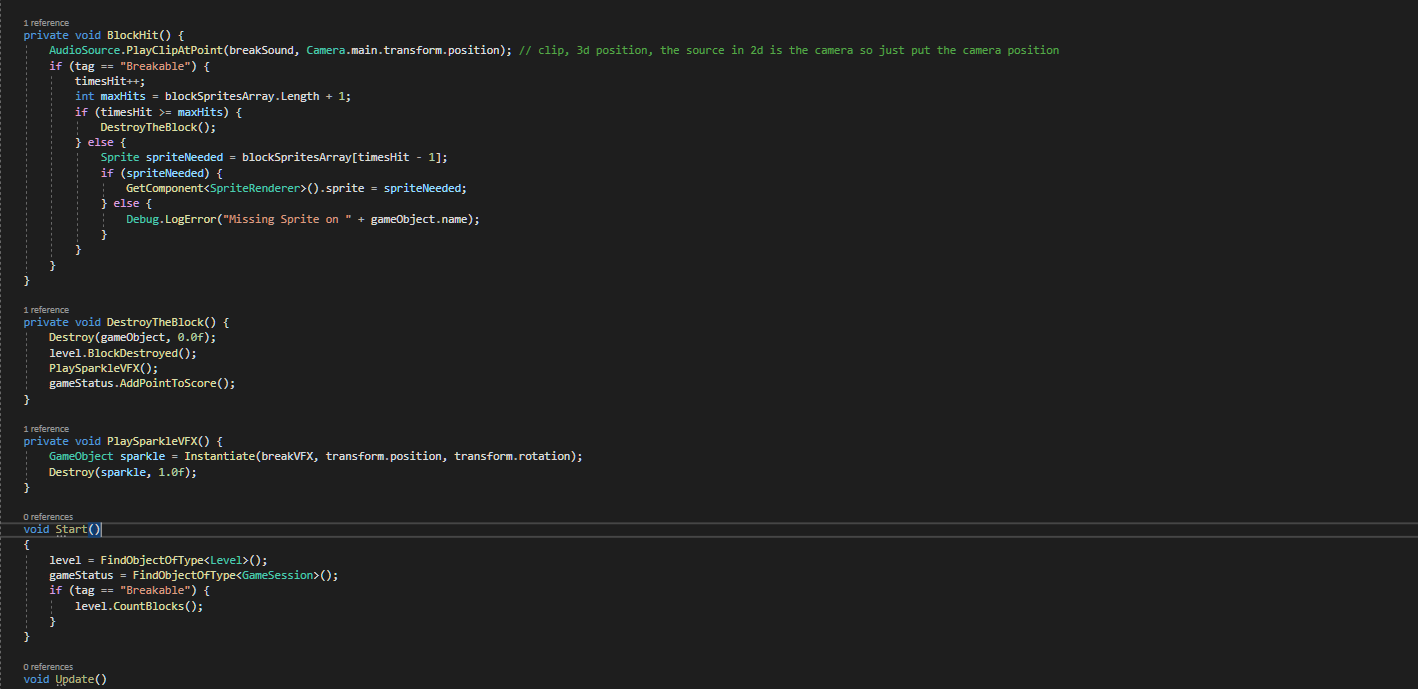 1 reference
private void BlockHit() {
AudioSource.PlayClipAtPoint(breakSound, Camera.main.transform.position); // clip, 3d position, the source in 2d is the camera so just put the camera position
if (tag == "Breakable") {
timesHit++;
int maxHits = blockSpritesArray.Length + 1;
if (timesHit >= maxHits) {
DestroyTheBlock();
} else {
Sprite spriteNeeded = blockSpritesArray[timesHit - 1];
if (spriteNeeded) {
GetComponent<SpriteRenderer>().sprite = spriteNeeded;
} else {
Debug.LogError("Missing Sprite on " + gameObject.name);
}
}
}
}
1 reference
private void DestroyTheBlock() {
Destroy(gameObject, 0.0f);
level.BlockDestroyed();
PlaySparkleVFX();
gameStatus.AddPointToScore();
}
1 reference
private void PlaySparkleVFX() {
GameObject sparkle = Instantiate(breakVFX, transform.position, transform.rotation);
Destroy(sparkle, 1.0f);
}
0 references
void Start()
{
level = FindObjectOfType<Level>();
gameStatus = FindObjectOfType<GameSession>();
if (tag == "Breakable") {
level.CountBlocks();
}
}
0 references
void Update()